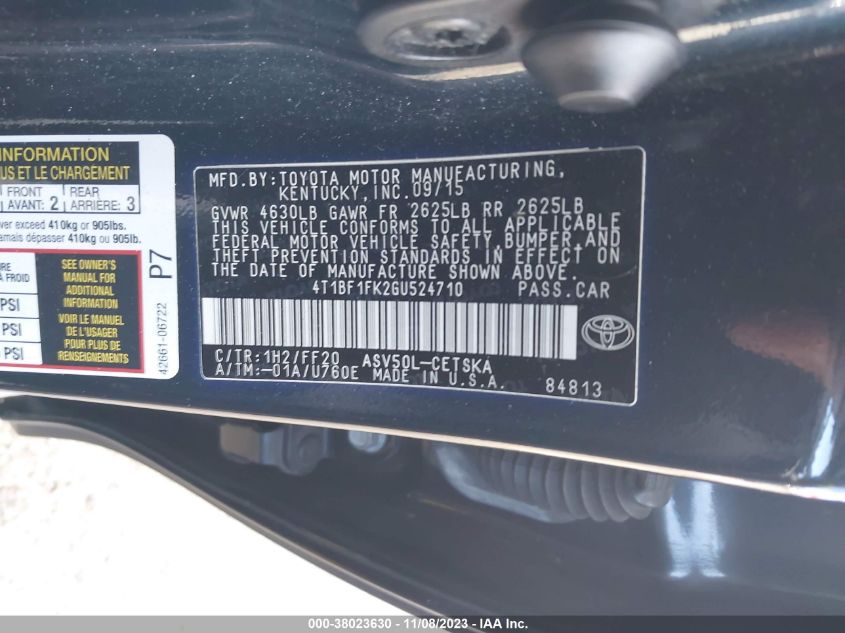 INFORMATION
US ET LE CHARGEMENT
FRONT
AVANT: 2
REAR
ARRIÈRE: 3
ver exceed 410kg or 905lbs.
amais dépasser 410kg ou 905lb.
À FROID
PSI
PSI
PSI
SEE OWNER'S
MANUAL FOR
ADDITIONAL
INFORMATION
VOIR LE MANUEL
DE L'USAGER
POUR PLUS DE
RENSEIGNEMENTS
P7
42661-06722
MFD.BY:TOYOTA MOTOR MANUFACTURING,
KENTUCKY,INC.09/15
GVWR 4630LB GAWR FR 2625LB RR 2625LB
THIS VEHICLE CONFORMS TO ALL APPLICABLE
FEDERAL MOTOR VEHICLE SAFETY,BUMPER,AND
THEFT PREVENTION STANDARDS IN EFFECT ON
THE DATE OF MANUFACTURE SHOWN ABOVE.
4T1BF1FK2GU524710 PASS.CAR
C/TR:1H2/FF20 ASV50L-CETSKA
A/TM:-01A/U760E MADE IN U.S.A. 84813
TOYOTA
000-38023630 - 11/08/2023 - IAA Inc.